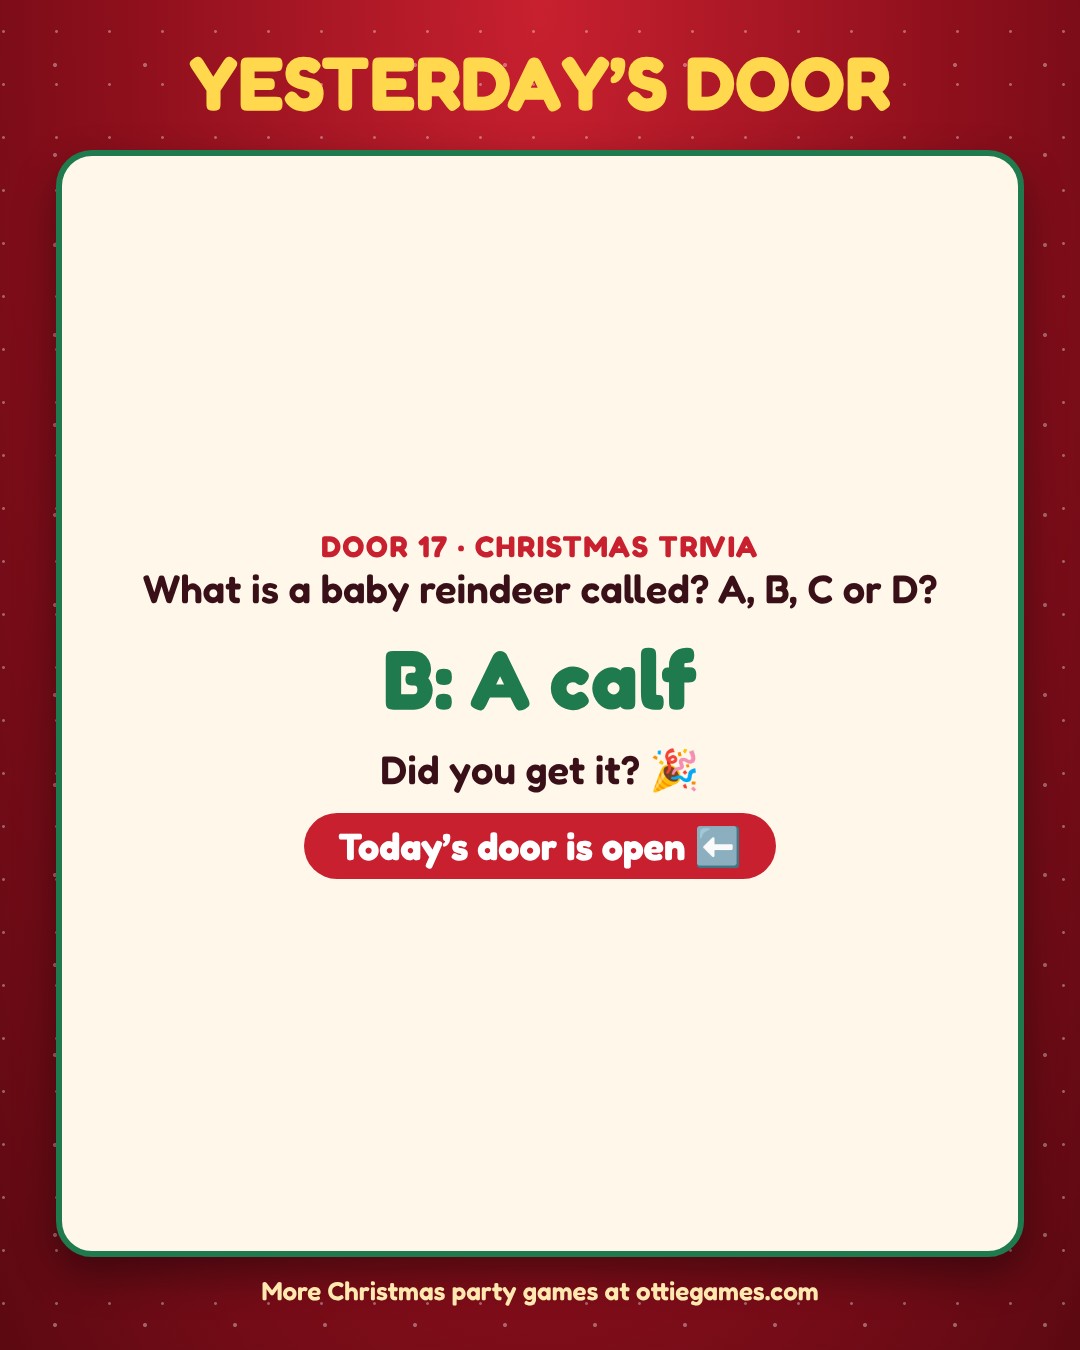 YESTERDAY’S DOOR
DOOR 17 · CHRISTMAS TRIVIA
What is a baby reindeer called? A, B, C or D?
B: A calf
Did you get it? 🎉
Today’s door is open ⬅️
More Christmas party games at ottiegames.com